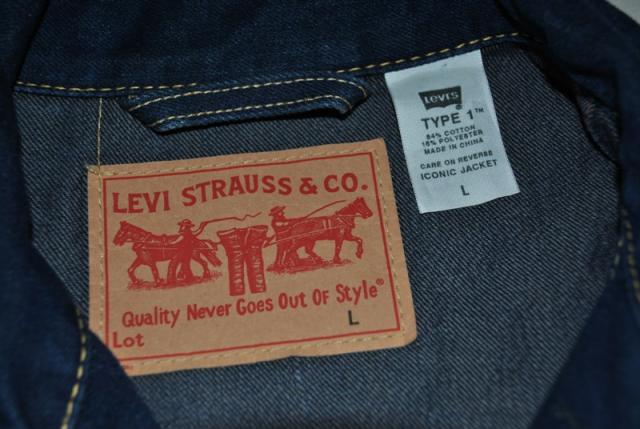 LEVI STRAUSS & CO.
Quality Never Goes Out Of Style®
Lot
L
Levi's
TYPE 1™
84% COTTON
16% POLYESTER
MADE IN CHINA
CARE ON REVERSE
ICONIC JACKET
L